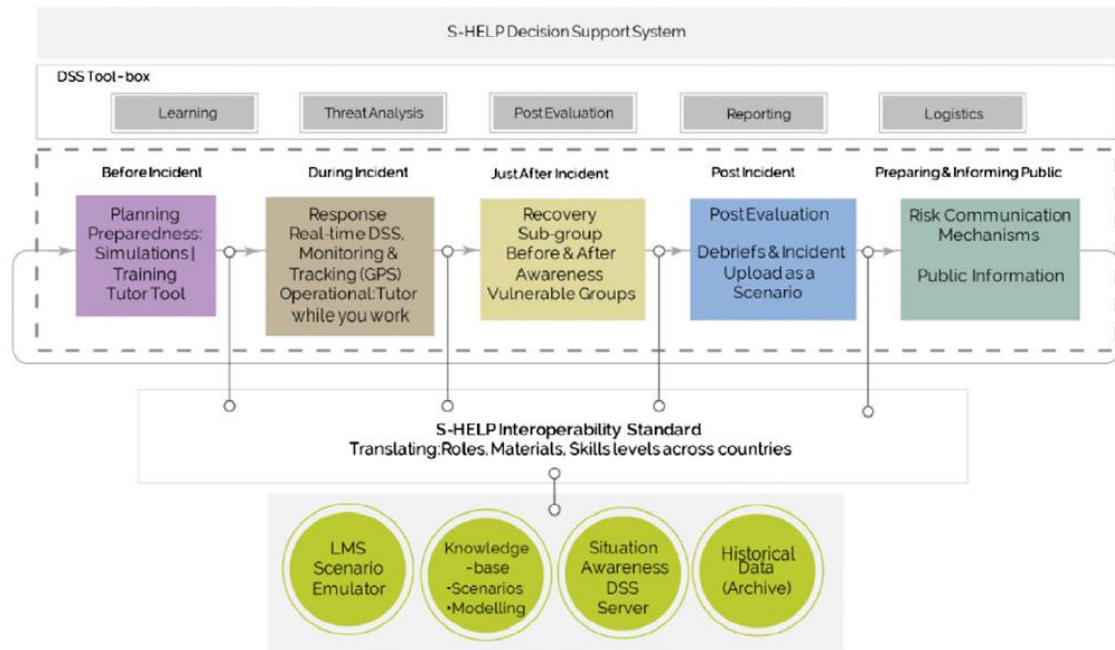 S-HELP Decision Support System
DSS Tool-box
Learning
Threat Analysis
Post Evaluation
Reporting
Logistics
Before Incident
During Incident
Just After Incident
Post Incident
Preparing & Informing Public
Planning
Preparedness:
Simulations|
Training
Tutor Tool
Response
Real-time DSS,
Monitoring &
Tracking (GPS)
Operational:Tutor
while you work
Recovery
Sub-group
Before & After
Awareness
Vulnerable Groups
Post Evaluation
Debriefs & Incident
Upload as a
Scenario
Risk Communication
Mechanisms
Public Information
S-HELP Interoperability Standard
Translating:Roles, Materials, Skills levels across countries
LMS
Scenario
Emulator
Knowledge
-base
•Scenarios
•Modelling
Situation
Awareness
DSS
Server
Historical
Data
(Archive)